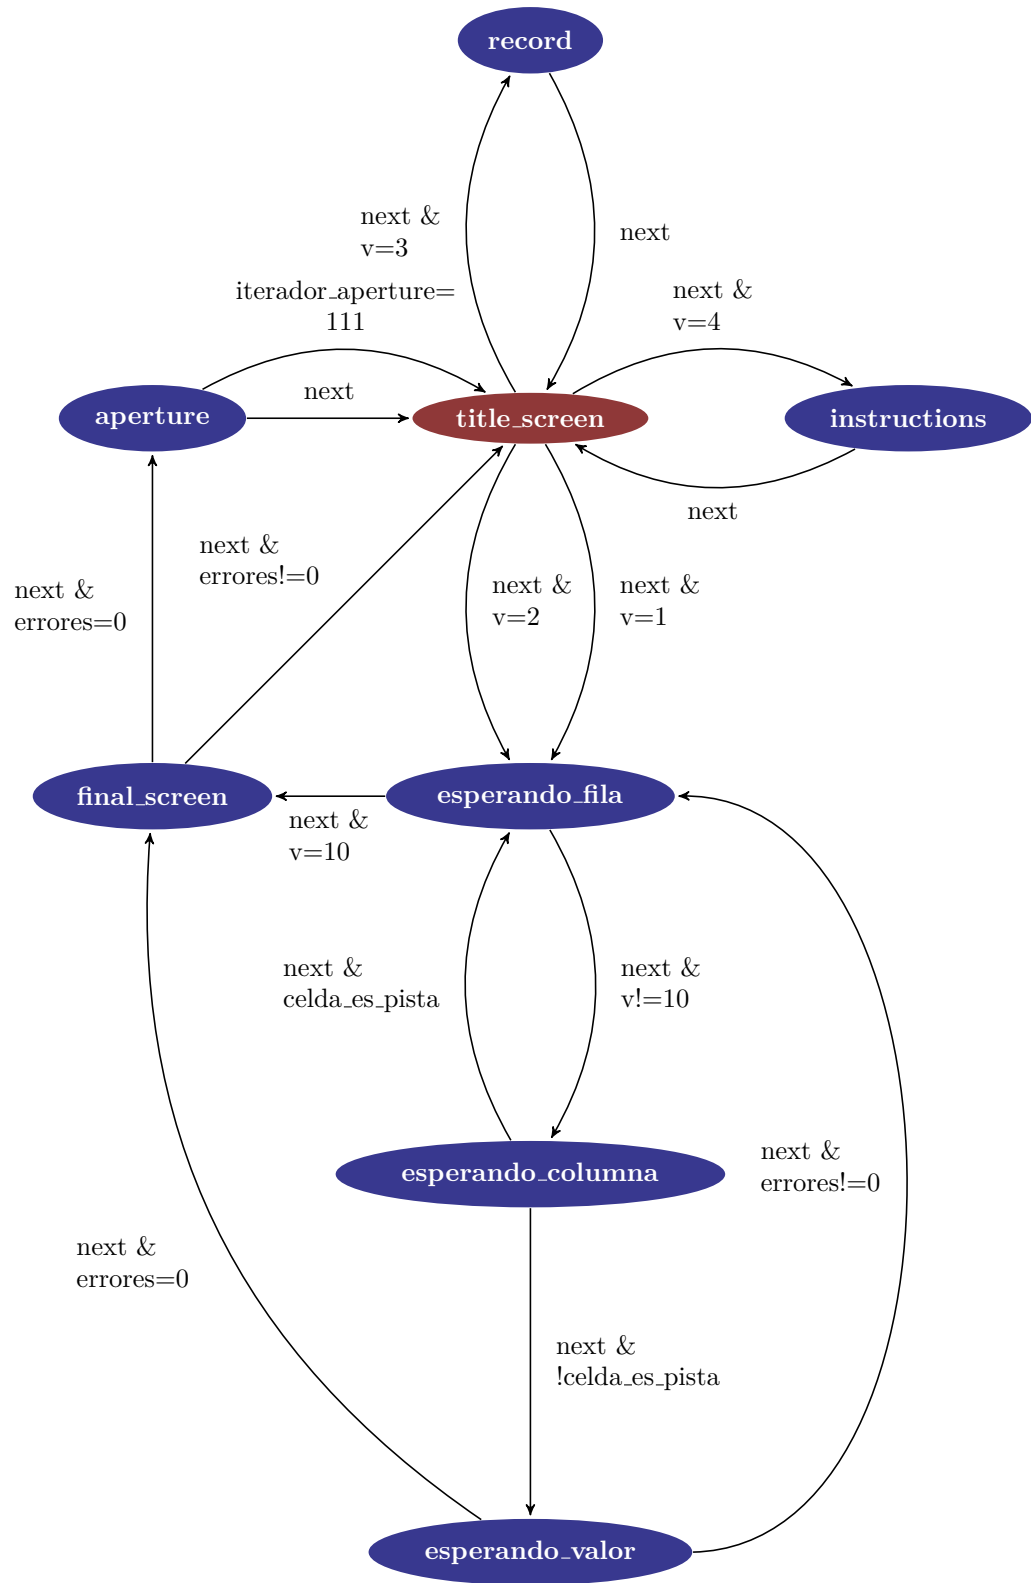 record
next &
v=3
next
iterador_aperture=
111
next &
v=4
aperture
next
title_screen
instructions
next
next &
errores=0
next &
errores!=0
next &
v=2
next &
v=1
final_screen
next &
v=10
esperando_fila
next &
celda_es_pista
next &
v!=10
esperando_columna
next &
errores!=0
next &
errores=0
next &
!celda_es_pista
esperando_valor